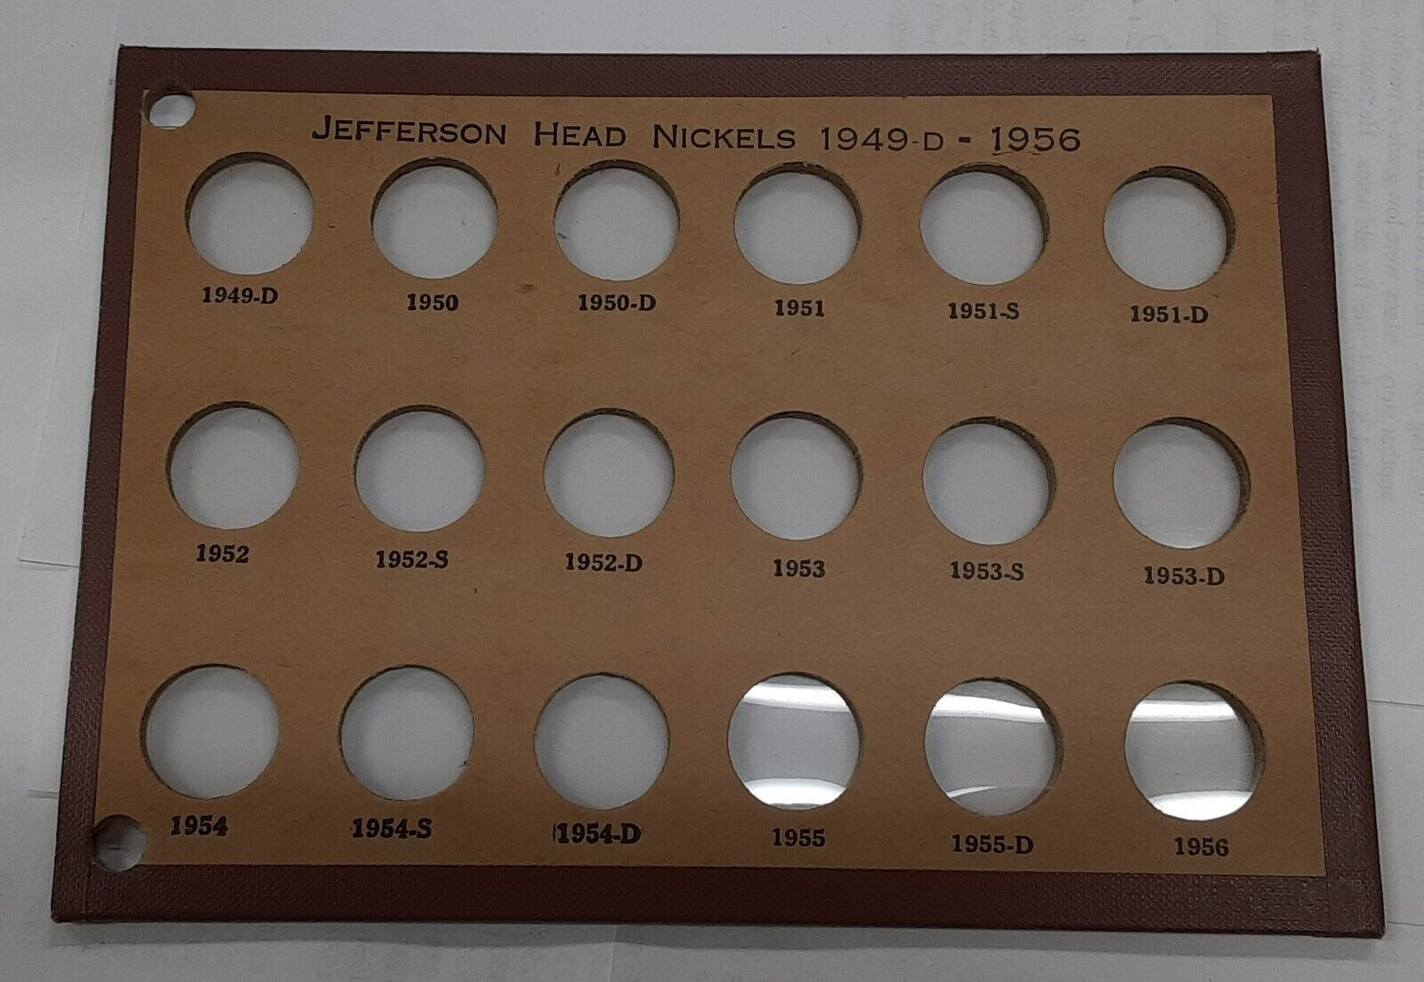 JEFFERSON HEAD NICKELS 1949-D - 1956
1949-D 1950 1950-D 1951 1951-S 1951-D
1952 1952-S 1952-D 1953 1953-S 1953-D
1954 1954-S 1954-D 1955 1955-D 1956